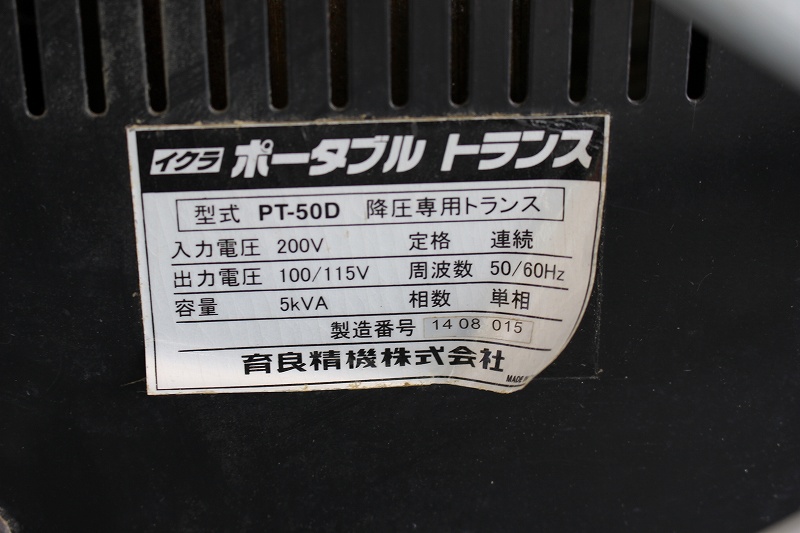 イクラ ポータブル トランス
型式 PT-50D 降圧専用トランス
入力電圧 200V 定格 連続
出力電圧 100/115V 周波数 50/60Hz
容量 5kVA 相数 単相
製造番号 14 08 015
育良精機株式会社
MADE